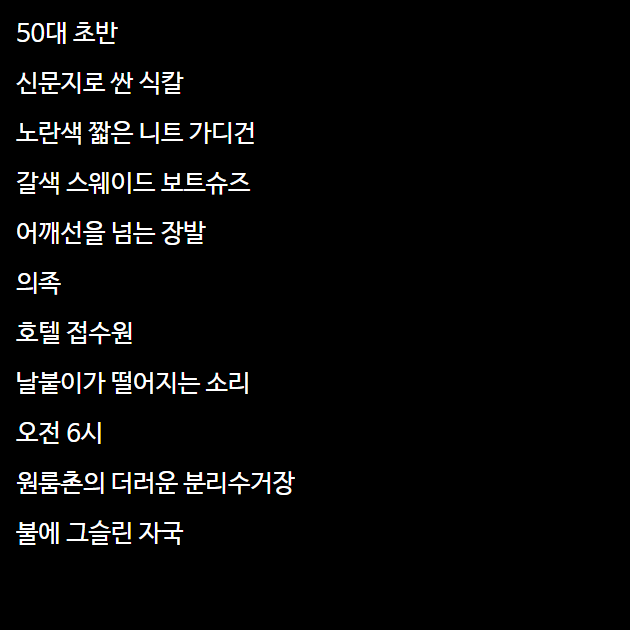 50대 초반
신문지로 싼 식칼
노란색 짧은 니트 가디건
갈색 스웨이드 보트슈즈
어깨선을 넘는 장발
의족
호텔 접수원
날붙이가 떨어지는 소리
오전 6시
원룸촌의 더러운 분리수거장
불에 그슬린 자국